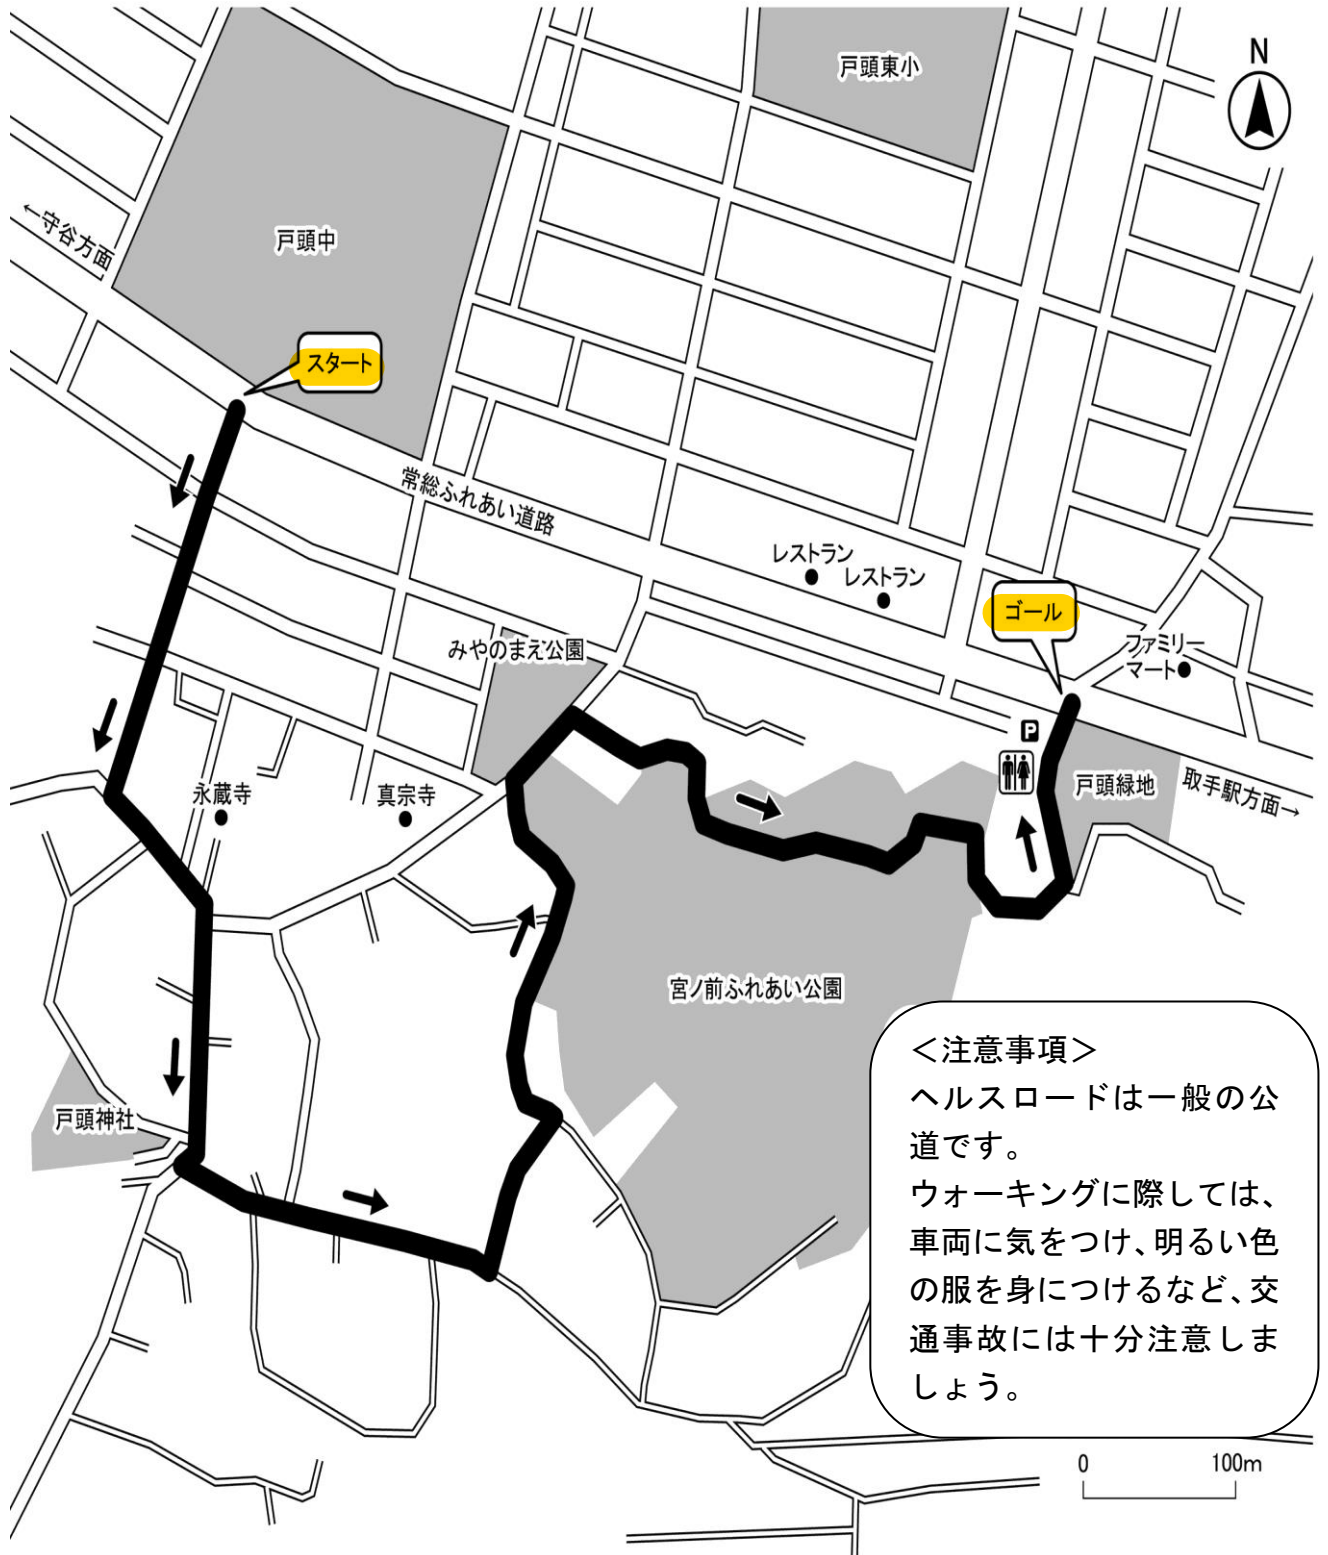 戸頭東小
N
←守谷方面
戸頭中
スタート
常総ふれあい道路
レストラン
レストラン
ゴール
ファミリー
マート
みやのまえ公園
P
戸頭緑地
取手駅方面→
永蔵寺
真宗寺
宮ノ前ふれあい公園
戸頭神社
＜注意事項＞
ヘルスロードは一般の公
道です。
ウォーキングに際しては、
車両に気をつけ、明るい色
の服を身につけるなど、交
通事故には十分注意しま
しょう。
0 100m